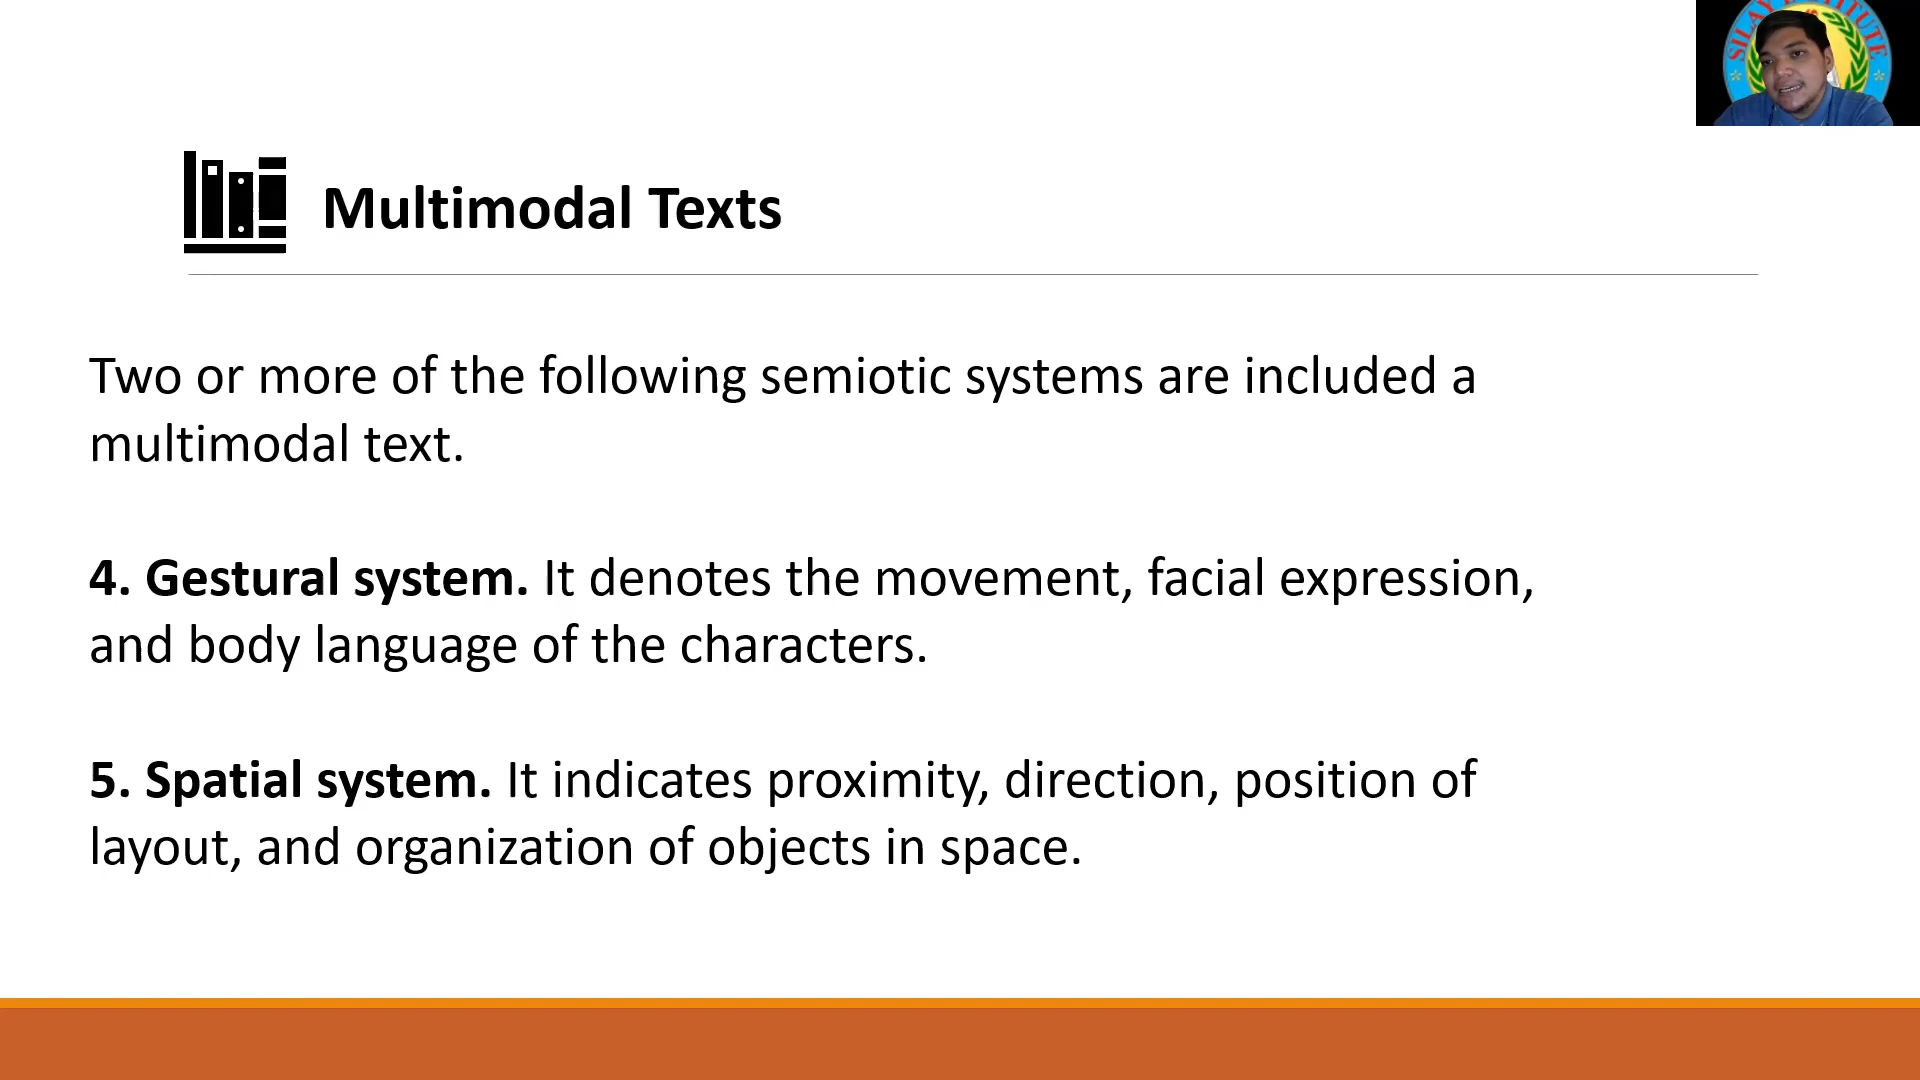 SILAY INSTITUTE
Multimodal Texts
Two or more of the following semiotic systems are included a
multimodal text.
4. Gestural system. It denotes the movement, facial expression,
and body language of the characters.
5. Spatial system. It indicates proximity, direction, position of
layout, and organization of objects in space.